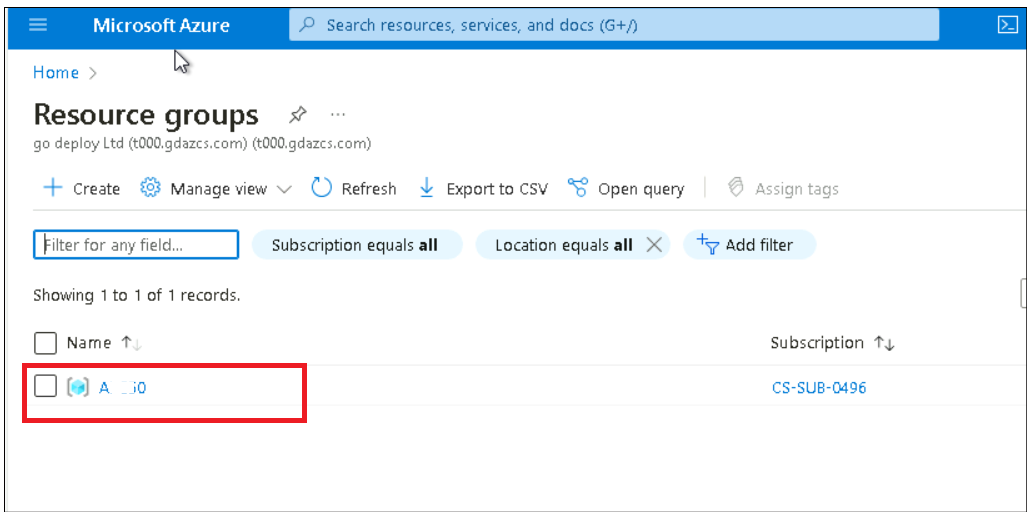 Microsoft Azure
Search resources, services, and docs (G+/)
Home >
Resource groups ...
go deploy Ltd (t000.gdazcs.com) (t000.gdazcs.com)
+ Create Manage view Refresh Export to CSV Open query Assign tags
Filter for any field... Subscription equals all Location equals all Add filter
Showing 1 to 1 of 1 records.
Name ↑↓ Subscription ↑↓
CS-SUB-0496